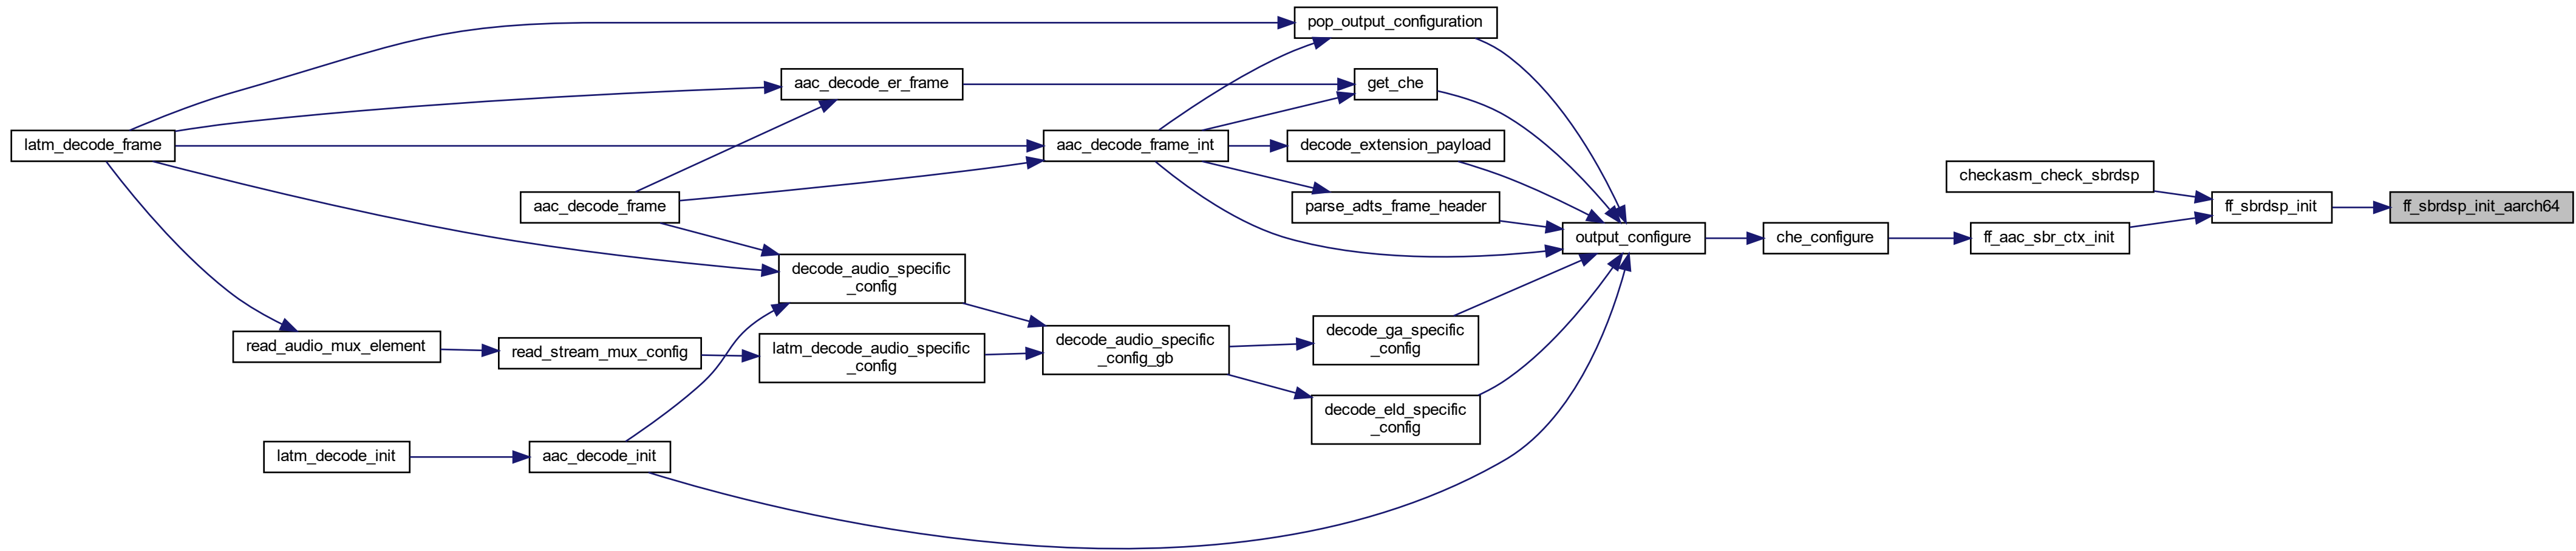 pop_output_configuration
aac_decode_er_frame
get_che
latm_decode_frame
aac_decode_frame_int
decode_extension_payload
checkasm_check_sbrdsp
aac_decode_frame
parse_adts_frame_header
ff_sbrdsp_init
ff_sbrdsp_init_aarch64
output_configure
che_configure
ff_aac_sbr_ctx_init
decode_audio_specific
_config
read_audio_mux_element
read_stream_mux_config
latm_decode_audio_specific
_config
decode_audio_specific
_config_gb
decode_ga_specific
_config
decode_eld_specific
_config
latm_decode_init
aac_decode_init